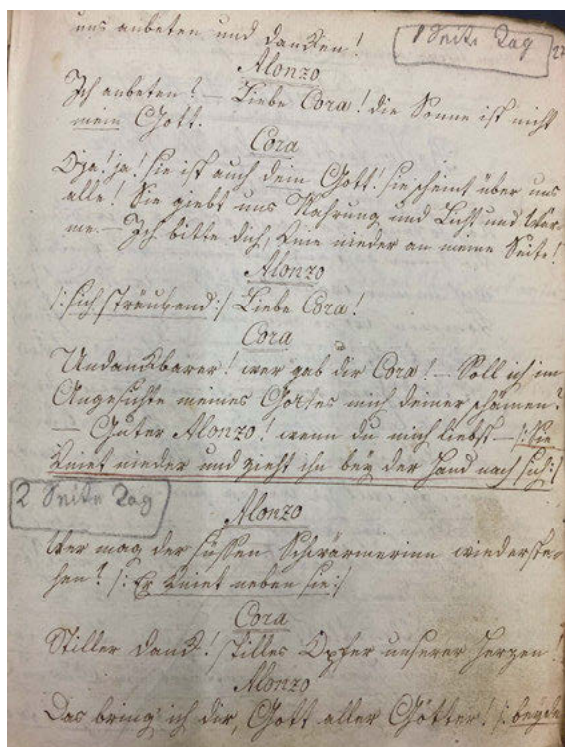 uns anbeten und danken!
1 Seite Tag
27
Alonzo
Ich anbeten? — Liebe Cora! die Sonne ist nicht
mein Gott.
Cora
O ja! ja! sie ist auch dein Gott! sie scheint über uns
alle! Sie giebt uns Nahrung und Licht und Wär-
me. — Ich bitte dich, knie nieder an meine Seite!
Alonzo
/: sich sträubend :/ Liebe Cora!
Cora
Undankbarer! wer gab dir Cora! — Soll ich im
Angesichte meines Gottes mich deiner schämen?
— Guter Alonzo! wenn du mich liebst — /: Sie
kniet nieder und zieht ihn bey der Hand nach sich :/
2 Seite Tag
Alonzo
Wer mag der süssen Schwärmerinn wiederste-
hen? /: Er kniet neben sie :/
Cora
Stiller Dank! stilles Opfer unserer Herzen!
Alonzo
Das bring' ich dir, Gott aller Götter! /: beyde